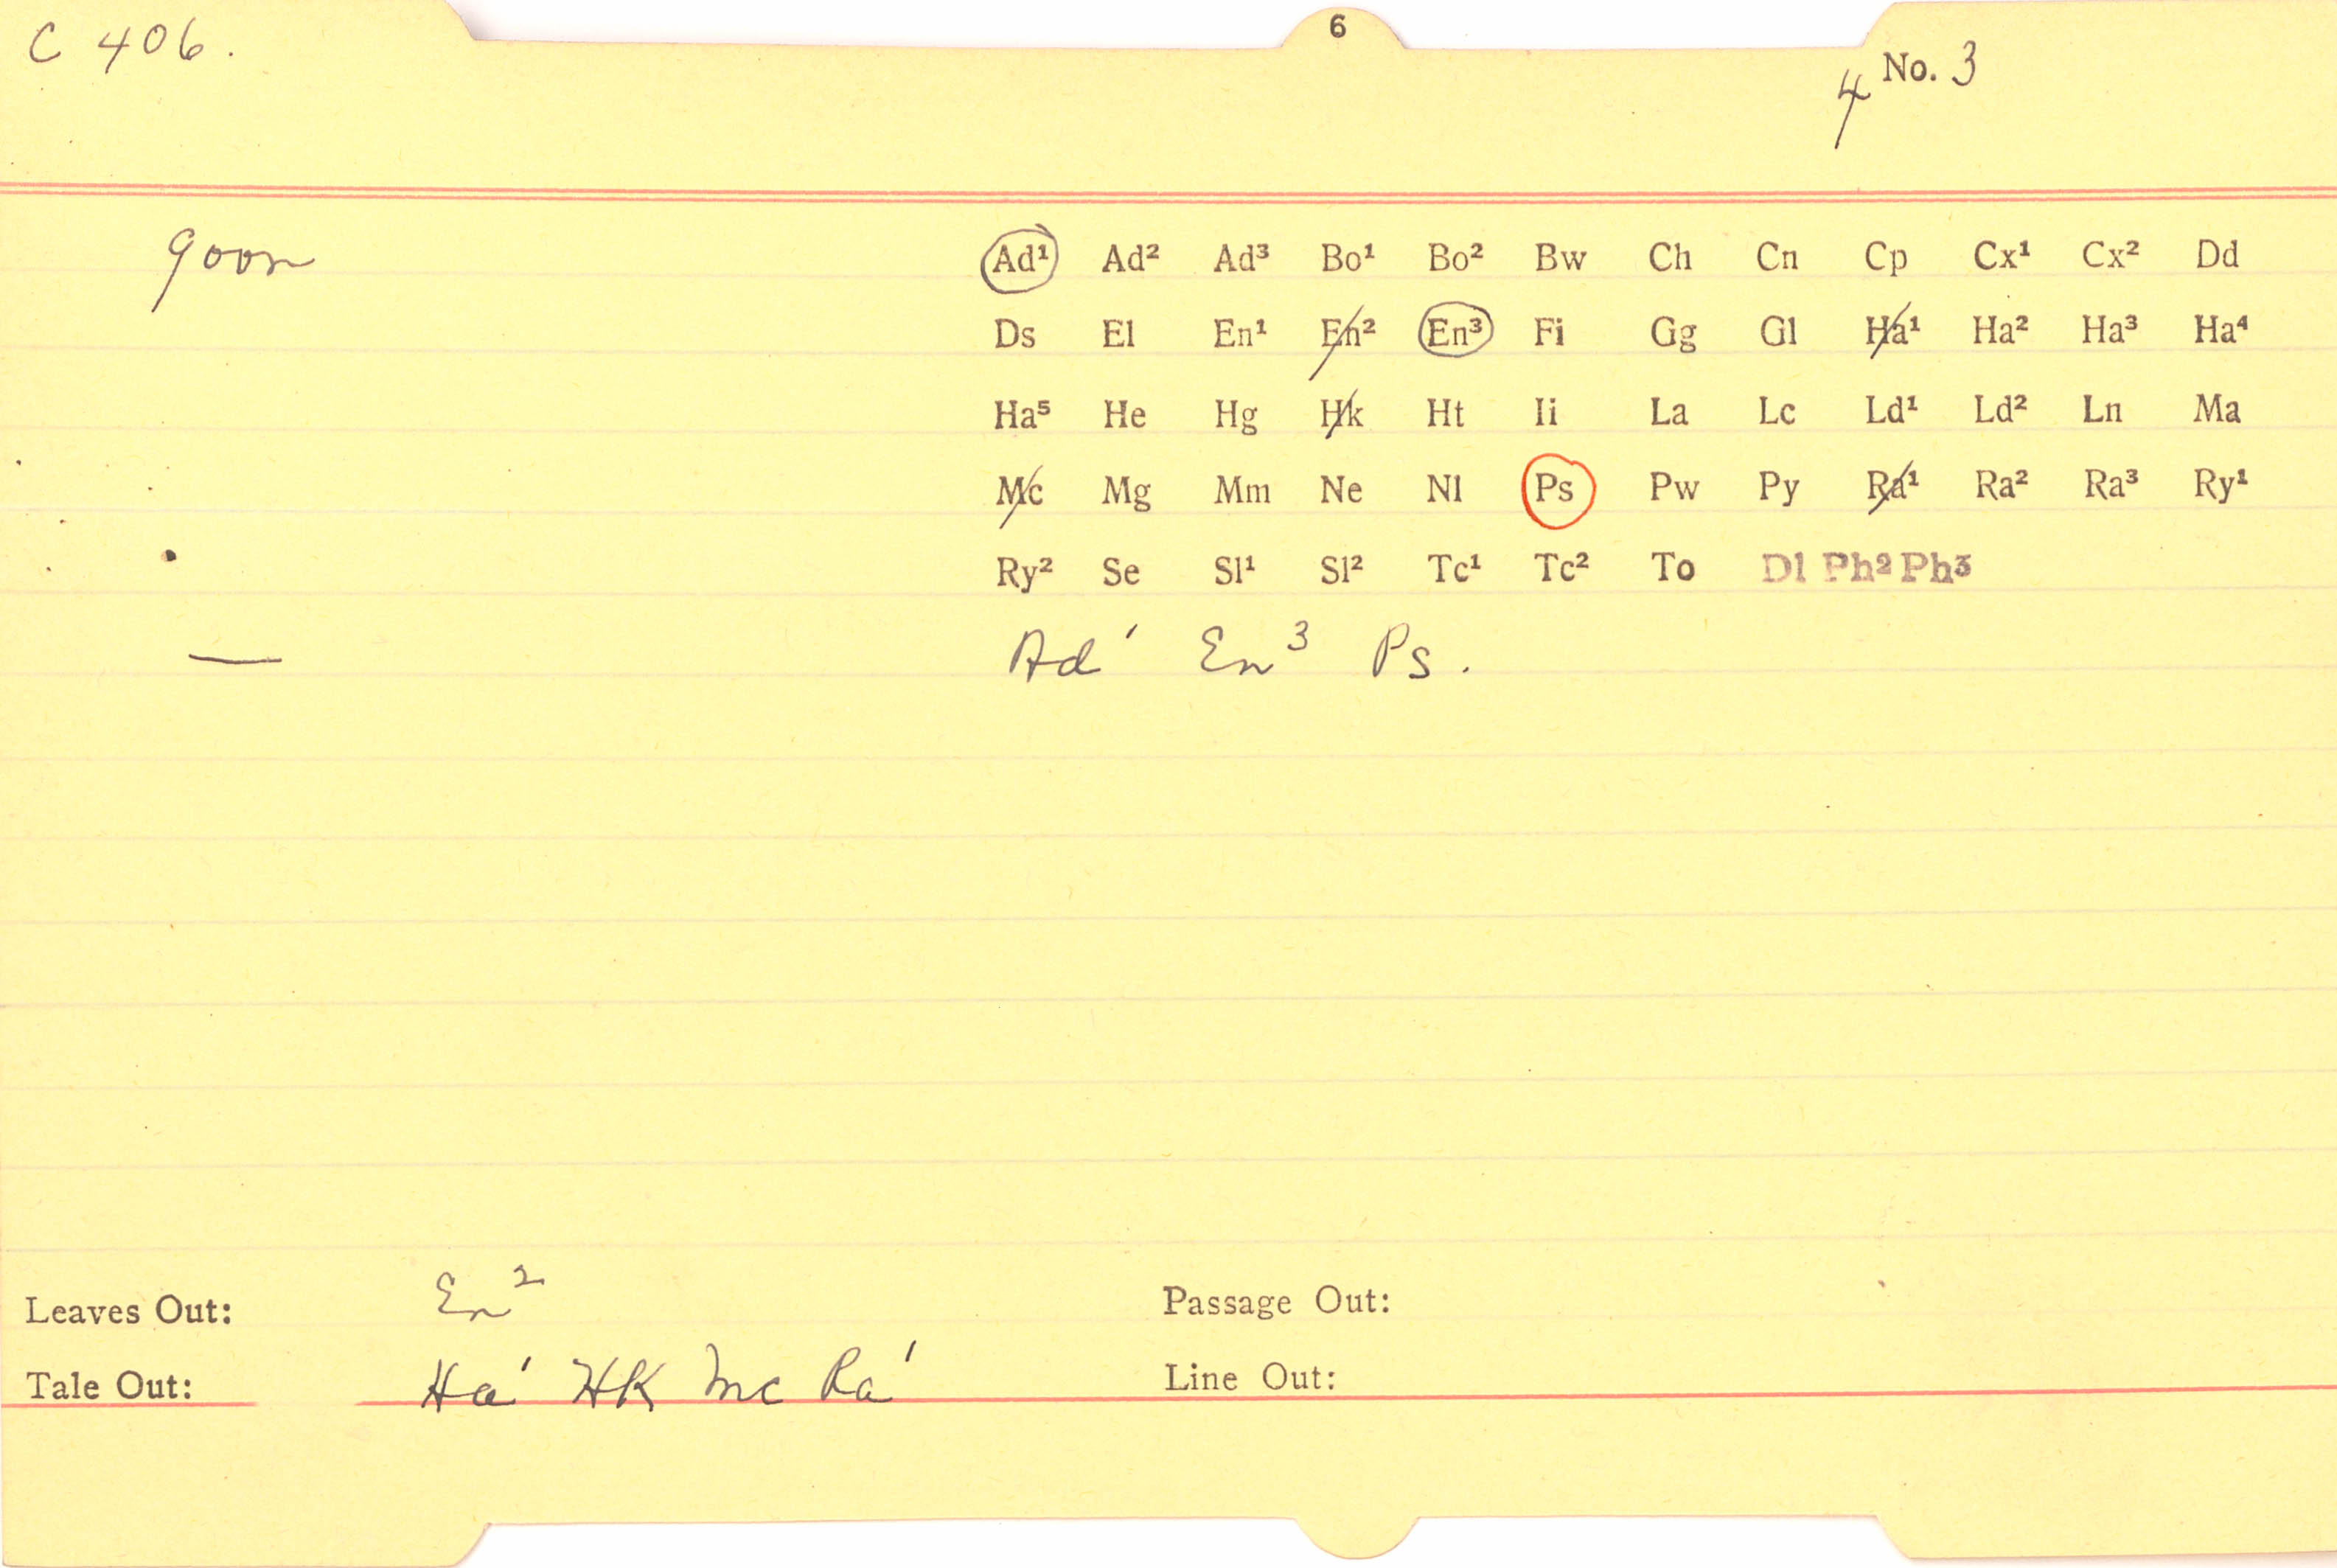 C 406.
6
4 No. 3
goon Ad¹ Ad² Ad³ Bo¹ Bo² Bw Ch Cn Cp Cx¹ Cx² Dd
Ds El En¹ En² En³ Fi Gg Gl Ha¹ Ha² Ha³ Ha⁴
Ha⁵ He Hg Hk Ht Ii La Lc Ld¹ Ld² Ln Ma
Mc Mg Mm Ne Nl Ps Pw Py Ra¹ Ra² Ra³ Ry¹
Ry² Se Sl¹ Sl² Tc¹ Tc² To Dl Ph² Ph³
— Ad¹ En³ Ps.
Leaves Out: En² Passage Out:
Tale Out: Ha¹ HK Mc Ra¹ Line Out: